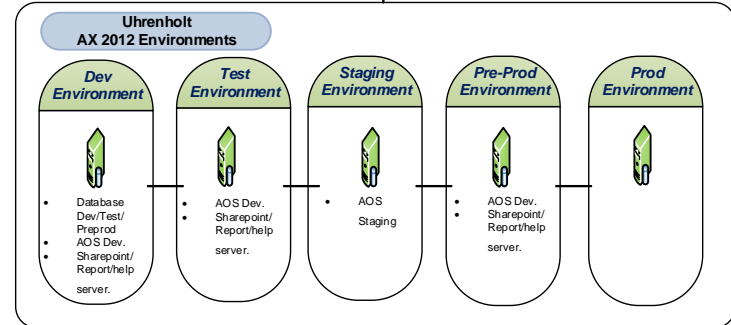 Uhrenholt
AX 2012 Environments
Dev
Environment
Database
Dev/Test/
Preprod
AOS Dev.
Sharepoint/
Report/help
server.
Test
Environment
AOS Dev.
Sharepoint/
Report/help
server.
Staging
Environment
AOS
Staging
Pre-Prod
Environment
AOS Dev.
Sharepoint/
Report/help
server.
Prod
Environment